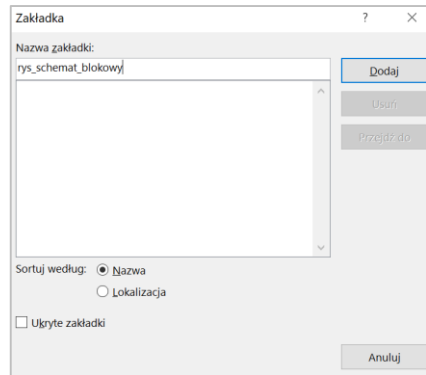 Zakładka ? ×
Nazwa zakładki:
rys_schemat_blokowy
Dodaj
Usuń
Przejdź do
Sortuj według: Nazwa
Lokalizacja
Ukryte zakładki
Anuluj